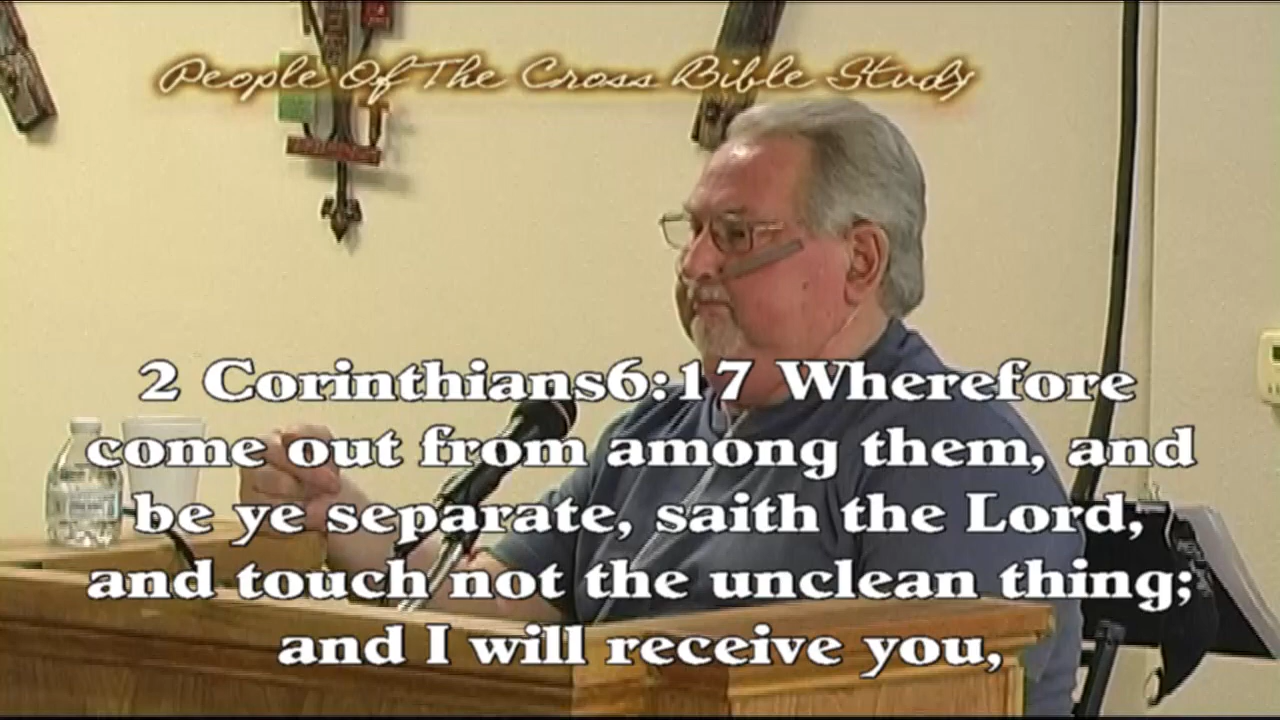 People Of The Cross Bible Study
2 Corinthians6:17 Wherefore
come out from among them, and
be ye separate, saith the Lord,
and touch not the unclean thing;
and I will receive you,